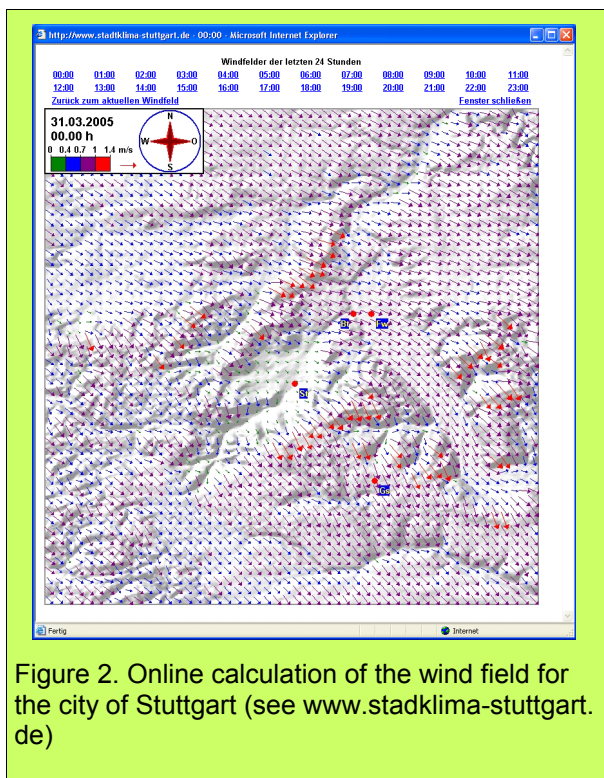 http://www.stadtklima-stuttgart.de - 00:00 - Microsoft Internet Explorer
Windfelder der letzten 24 Stunden
00:00 01:00 02:00 03:00 04:00 05:00 06:00 07:00 08:00 09:00 10:00 11:00
12:00 13:00 14:00 15:00 16:00 17:00 18:00 19:00 20:00 21:00 22:00 23:00
Zurück zum aktuellen Windfeld Fenster schließen
31.03.2005
00.00 h
0 0.4 0.7 1 1.4 m/s
N
W O
S
Br Fw
St
Gs
Fertig Internet
Figure 2. Online calculation of the wind field for
the city of Stuttgart (see www.stadklima-stuttgart.
de)